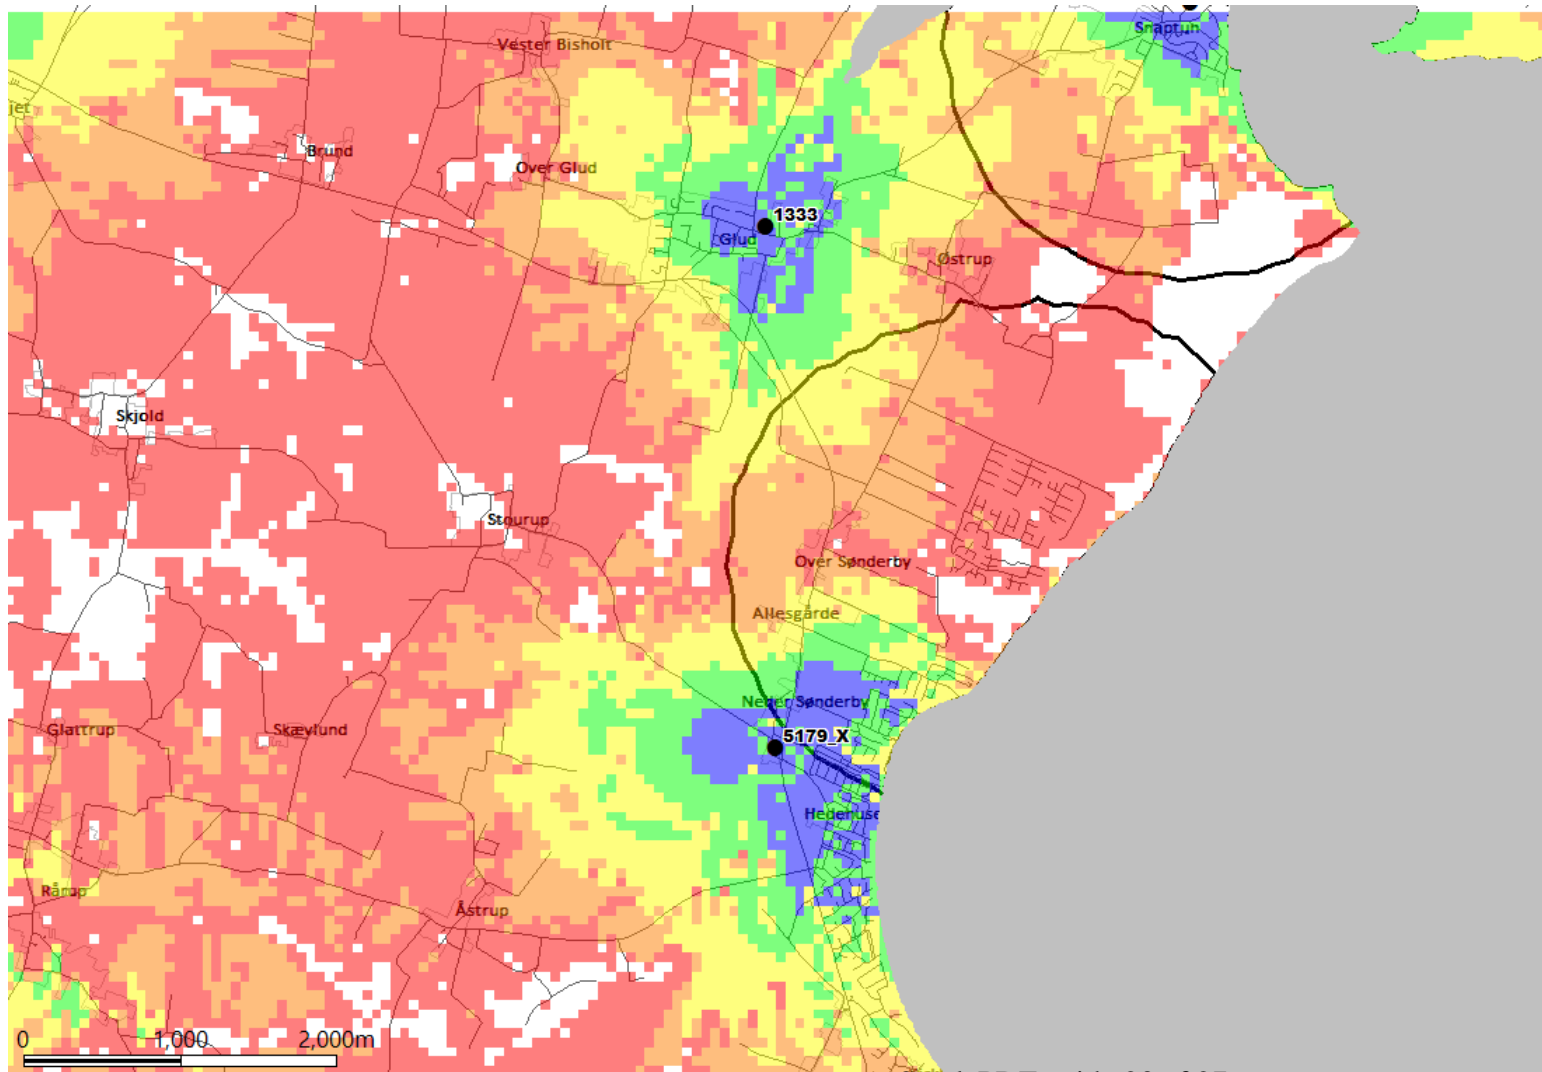 Snaptun
Vester Bisholt
jet
Brund
Over Glud
1333
Glud
Østrup
Skjold
Stourup
Over Sønderby
Allesgårde
Neder Sønderby
Glattrup
Skævlund
5179_X
Hederuse
Rårup
Åstrup
0 1,000 2,000m